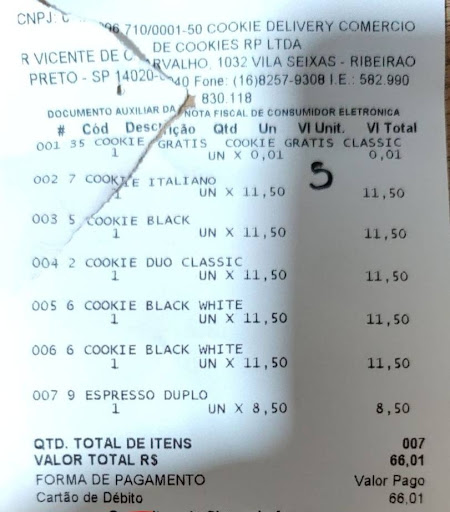 CNPJ: 710/0001-50 COOKIE DELIVERY COMERCIO
DE COOKIES RP LTDA
R VICENTE DE C RVALHO, 1032 VILA SEIXAS - RIBEIRAO
PRETO - SP 14020- 40 Fone: (16)8257-9308 I.E.: 582.990
830.118
DOCUMENTO AUXILIAR DA NOTA FISCAL DE CONSUMIDOR ELETRÔNICA
# Cód Descrição Qtd Un Vl Unit. Vl Total
001 35 COOKIE GRATIS COOKIE GRATIS CLASSIC
1 UN X 0,01 0,01
5
002 7 COOKIE ITALIANO
1 UN X 11,50 11,50
003 5 COOKIE BLACK
1 UN X 11,50 11,50
004 2 COOKIE DUO CLASSIC
1 UN X 11,50 11,50
005 6 COOKIE BLACK WHITE
1 UN X 11,50 11,50
006 6 COOKIE BLACK WHITE
1 UN X 11,50 11,50
007 9 ESPRESSO DUPLO
1 UN X 8,50 8,50
QTD. TOTAL DE ITENS 007
VALOR TOTAL R$ 66,01
FORMA DE PAGAMENTO Valor Pago
Cartão de Débito 66,01